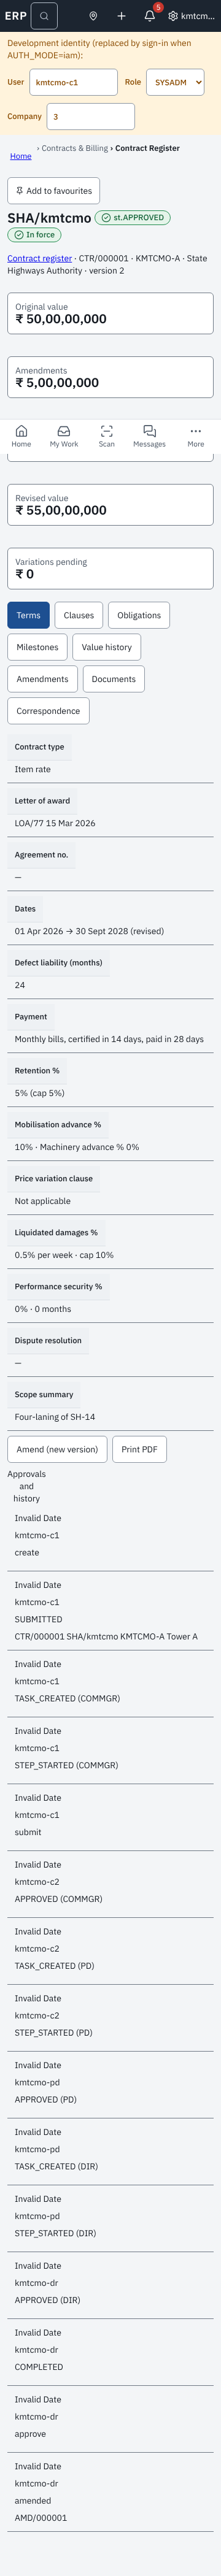 ERP
5
kmtcm...
Development identity (replaced by sign-in when
AUTH_MODE=iam):
User
kmtcmo-c1
Role
SYSADM
Company
3
Home
› Contracts & Billing › Contract Register
Add to favourites
SHA/kmtcmo
st.APPROVED
In force
Contract register · CTR/000001 · KMTCMO-A · State
Highways Authority · version 2
Original value
₹ 50,00,00,000
Amendments
₹ 5,00,00,000
Home
My Work
Scan
Messages
More
Revised value
₹ 55,00,00,000
Variations pending
₹ 0
Terms
Clauses
Obligations
Milestones
Value history
Amendments
Documents
Correspondence
Contract type
Item rate
Letter of award
LOA/77 15 Mar 2026
Agreement no.
—
Dates
01 Apr 2026 → 30 Sept 2028 (revised)
Defect liability (months)
24
Payment
Monthly bills, certified in 14 days, paid in 28 days
Retention %
5% (cap 5%)
Mobilisation advance %
10% · Machinery advance % 0%
Price variation clause
Not applicable
Liquidated damages %
0.5% per week · cap 10%
Performance security %
0% · 0 months
Dispute resolution
—
Scope summary
Four-laning of SH-14
Amend (new version)
Print PDF
Approvals
and
history
Invalid Date
kmtcmo-c1
create
Invalid Date
kmtcmo-c1
SUBMITTED
CTR/000001 SHA/kmtcmo KMTCMO-A Tower A
Invalid Date
kmtcmo-c1
TASK_CREATED (COMMGR)
Invalid Date
kmtcmo-c1
STEP_STARTED (COMMGR)
Invalid Date
kmtcmo-c1
submit
Invalid Date
kmtcmo-c2
APPROVED (COMMGR)
Invalid Date
kmtcmo-c2
TASK_CREATED (PD)
Invalid Date
kmtcmo-c2
STEP_STARTED (PD)
Invalid Date
kmtcmo-pd
APPROVED (PD)
Invalid Date
kmtcmo-pd
TASK_CREATED (DIR)
Invalid Date
kmtcmo-pd
STEP_STARTED (DIR)
Invalid Date
kmtcmo-dr
APPROVED (DIR)
Invalid Date
kmtcmo-dr
COMPLETED
Invalid Date
kmtcmo-dr
approve
Invalid Date
kmtcmo-dr
amended
AMD/000001